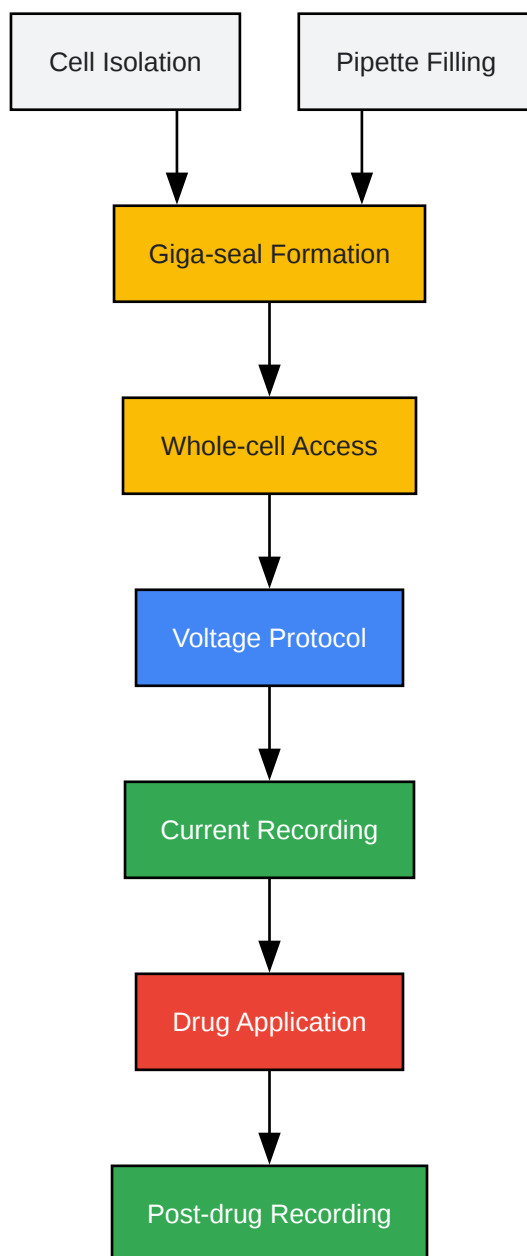 Cell Isolation
Pipette Filling
Giga-seal Formation
Whole-cell Access
Voltage Protocol
Current Recording
Drug Application
Post-drug Recording